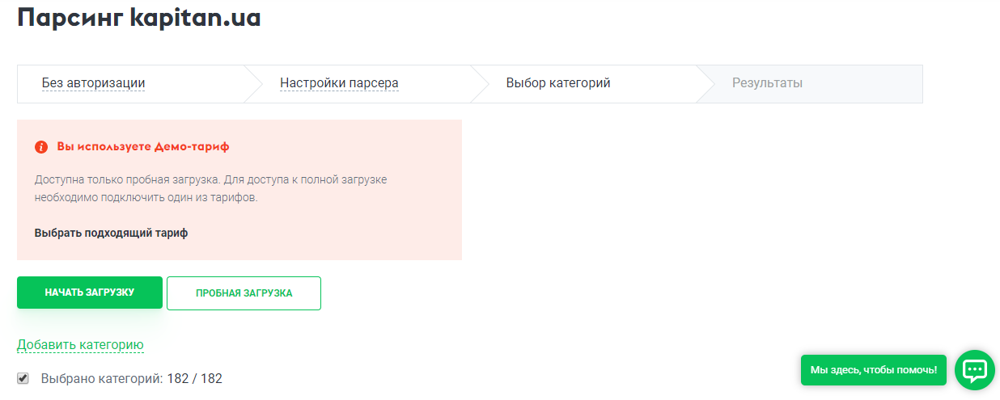 Парсинг kapitan.ua
Без авторизации
Настройки парсера
Выбор категорий
Результаты
Вы используете Демо-тариф
Доступна только пробная загрузка. Для доступа к полной загрузке
необходимо подключить один из тарифов.
Выбрать подходящий тариф
НАЧАТЬ ЗАГРУЗКУ
ПРОБНАЯ ЗАГРУЗКА
Добавить категорию
Выбрано категорий: 182 / 182
Мы здесь, чтобы помочь!